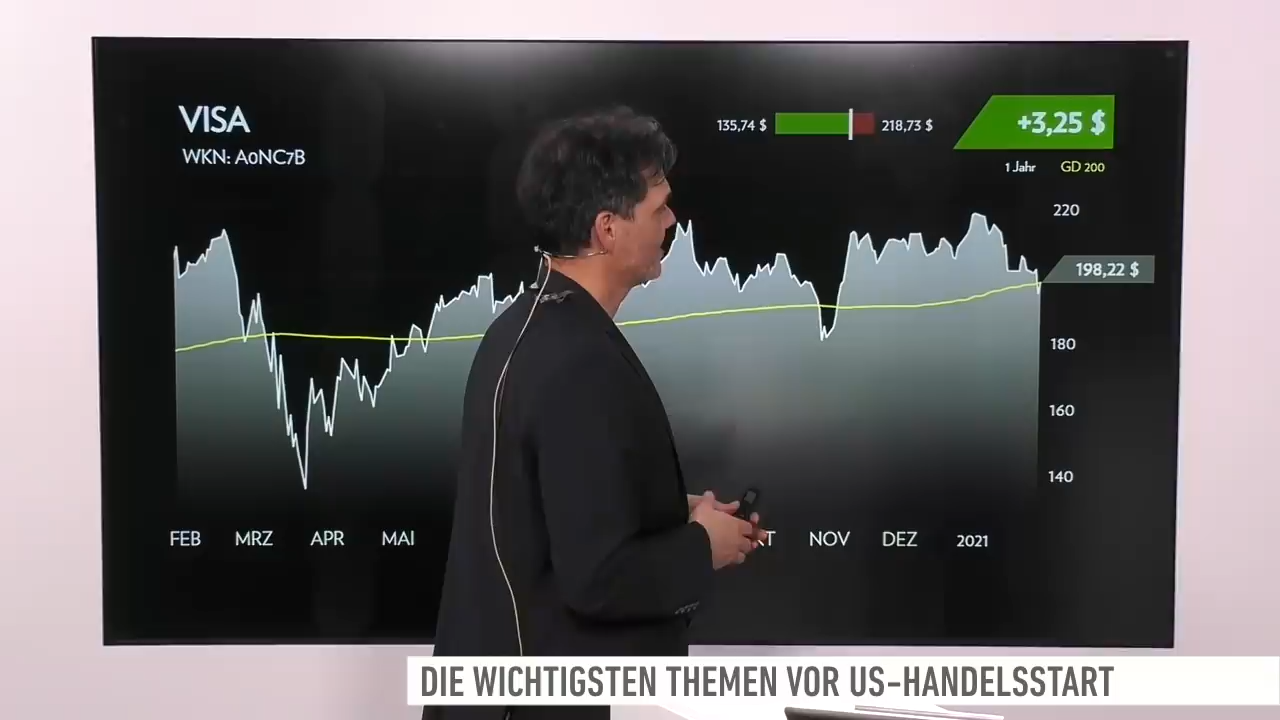 VISA
WKN: A0NC7B
135,74 $
218,73 $
+3,25 $
1 Jahr
GD 200
220
198,22 $
180
160
140
FEB
MRZ
APR
MAI
NOV
DEZ
2021
DIE WICHTIGSTEN THEMEN VOR US-HANDELSSTART